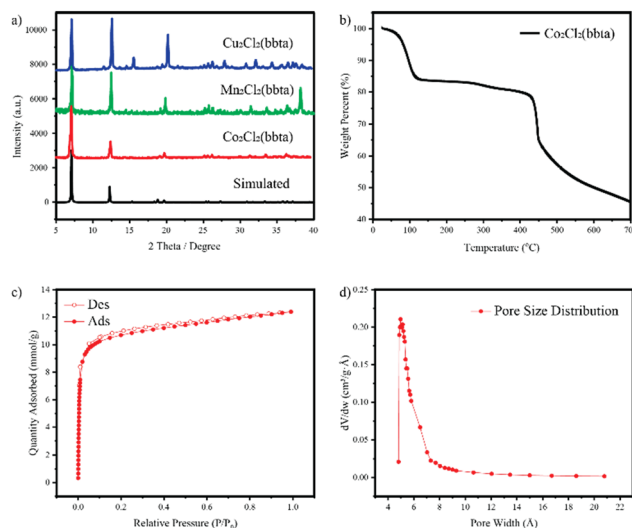 a)
Intensity (a.u.)
10000
8000
6000
4000
2000
0
Cu₂Cl₂(bbta)
Mn₂Cl₂(bbta)
Co₂Cl₂(bbta)
Simulated
5 10 15 20 25 30 35 40
2 Theta / Degree
b)
Weight Percent (%)
100
90
80
70
60
50
40
Co₂Cl₂(bbta)
0 100 200 300 400 500 600 700
Temperature (⁰C)
c)
Quantity Adsorbed (mmol/g)
14
12
10
8
6
4
2
0
Des
Ads
0.0 0.2 0.4 0.6 0.8 1.0
Relative Pressure (P/P₀)
d)
dV/dw (cm³/g·Å)
0.20
0.15
0.10
0.05
0.00
Pore Size Distribution
4 6 8 10 12 14 16 18 20 22
Pore Width (Å)